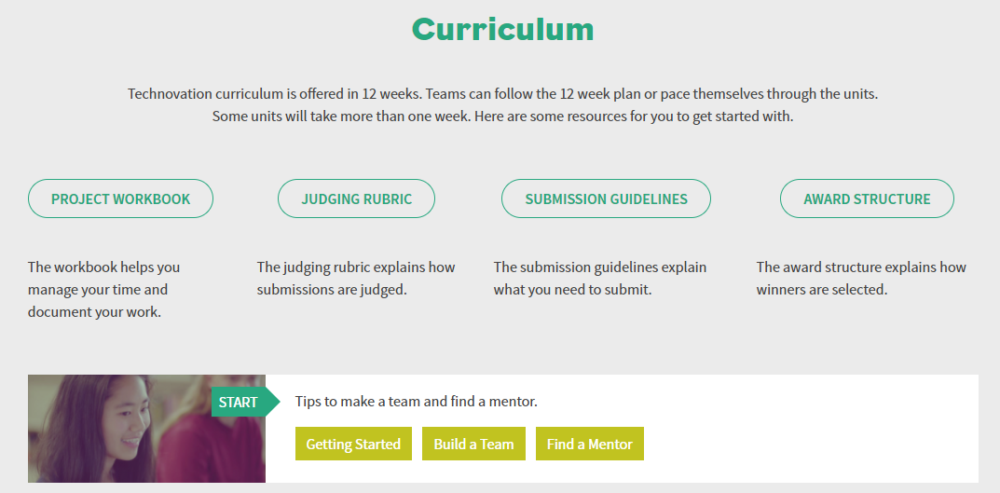 Curriculum
Technovation curriculum is offered in 12 weeks. Teams can follow the 12 week plan or pace themselves through the units.
Some units will take more than one week. Here are some resources for you to get started with.
PROJECT WORKBOOK
The workbook helps you
manage your time and
document your work.
JUDGING RUBRIC
The judging rubric explains how
submissions are judged.
SUBMISSION GUIDELINES
The submission guidelines explain
what you need to submit.
AWARD STRUCTURE
The award structure explains how
winners are selected.
START
Tips to make a team and find a mentor.
Getting Started
Build a Team
Find a Mentor